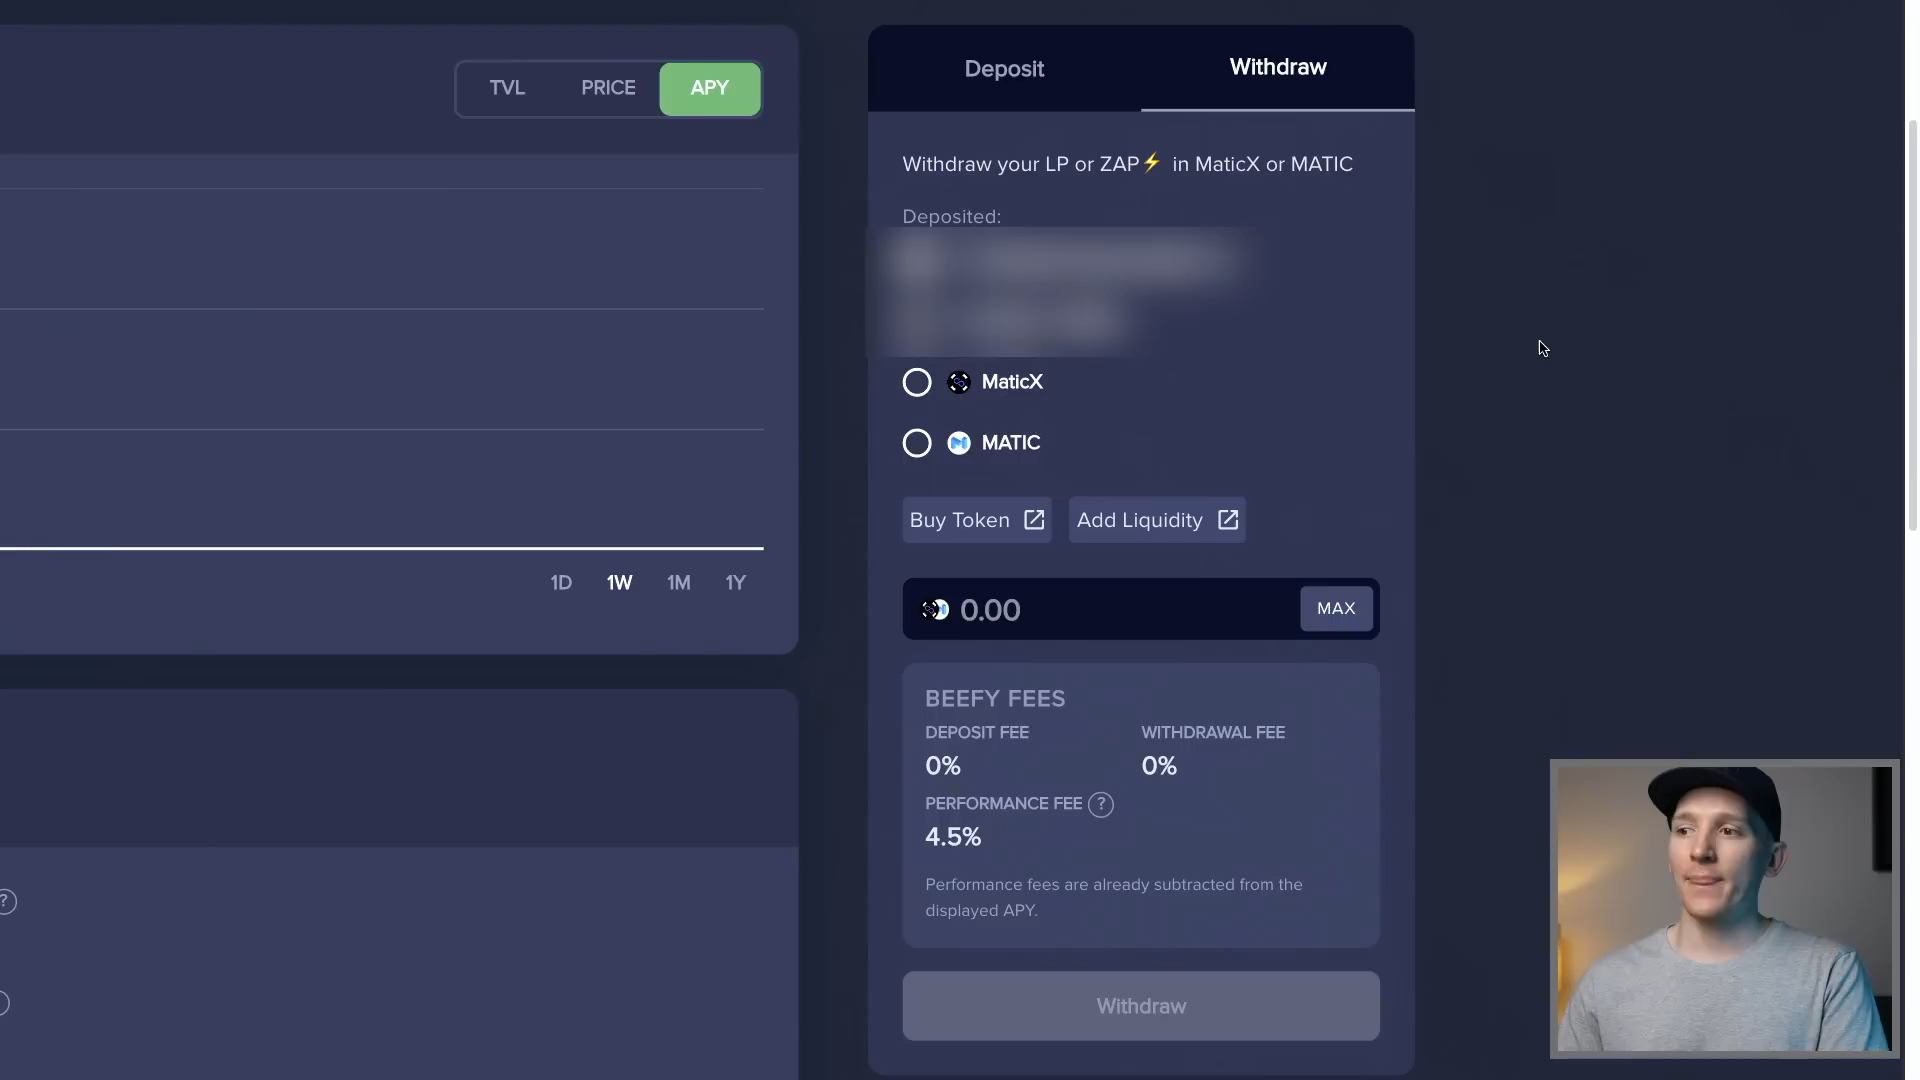 TVL PRICE APY
Deposit Withdraw
Withdraw your LP or ZAP⚡ in MaticX or MATIC
Deposited:
MaticX
MATIC
Buy Token Add Liquidity
1D 1W 1M 1Y
0.00 MAX
BEEFY FEES
DEPOSIT FEE WITHDRAWAL FEE
0% 0%
PERFORMANCE FEE ?
4.5%
Performance fees are already subtracted from the
displayed APY.
?
Withdraw